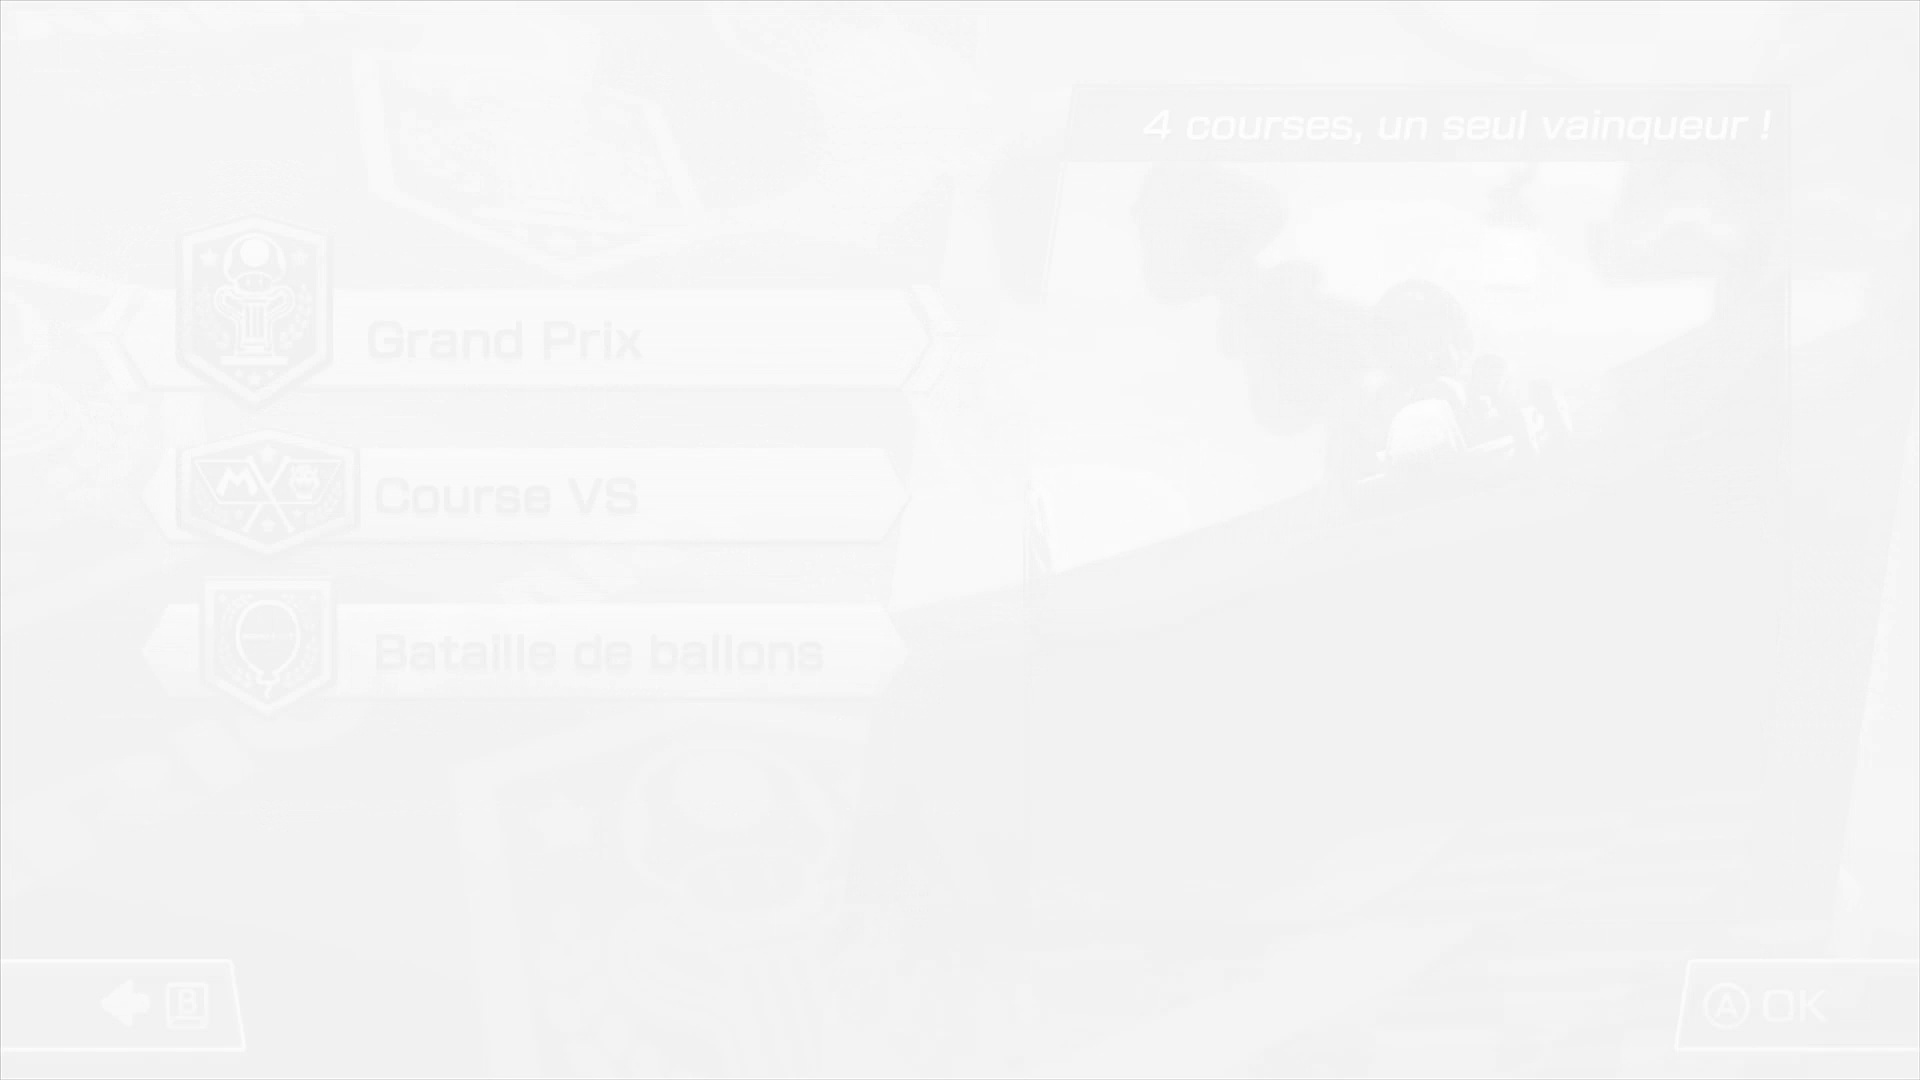 4 courses, un seul vainqueur !
Grand Prix
M
Course VS
Bataille de ballons
B
A OK